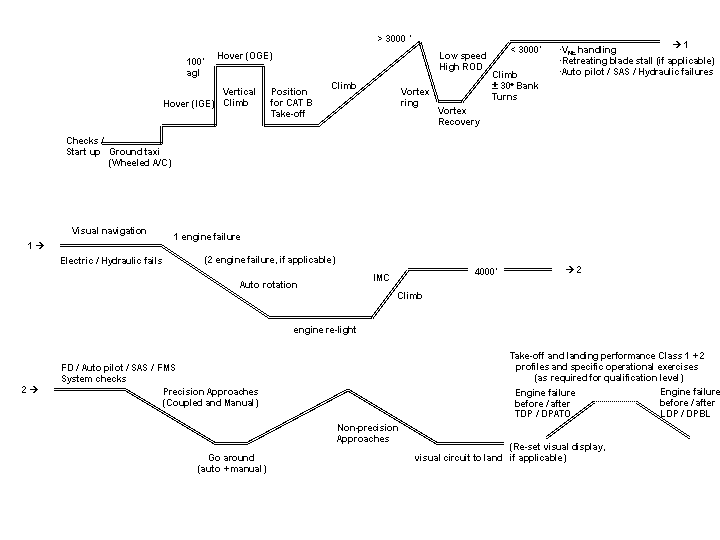 > 3000 '
Hover (OGE)
100'
agl
Low speed
High ROD
< 3000'
·VNE handling
·Retreating blade stall (if applicable)
·Auto pilot / SAS / Hydraulic failures
→ 1
Climb
± 30° Bank
Turns
Hover (IGE)
Vertical
Climb
Position
for CAT B
Take-off
Climb
Vortex
ring
Vortex
Recovery
Checks /
Start up
Ground taxi
(Wheeled A/C)
Visual navigation
1 →
1 engine failure
Electric / Hydraulic fails
(2 engine failure, if applicable)
Auto rotation
IMC
4000'
→ 2
Climb
engine re-light
FD / Auto pilot / SAS / FMS
System checks
2 →
Precision Approaches
(Coupled and Manual)
Go around
(auto + manual)
Non-precision
Approaches
visual circuit to land
Take-off and landing performance Class 1 + 2
profiles and specific operational exercises
(as required for qualification level)
Engine failure
before / after
TDP / DPATO
Engine failure
before / after
LDP / DPBL
(Re-set visual display,
if applicable)